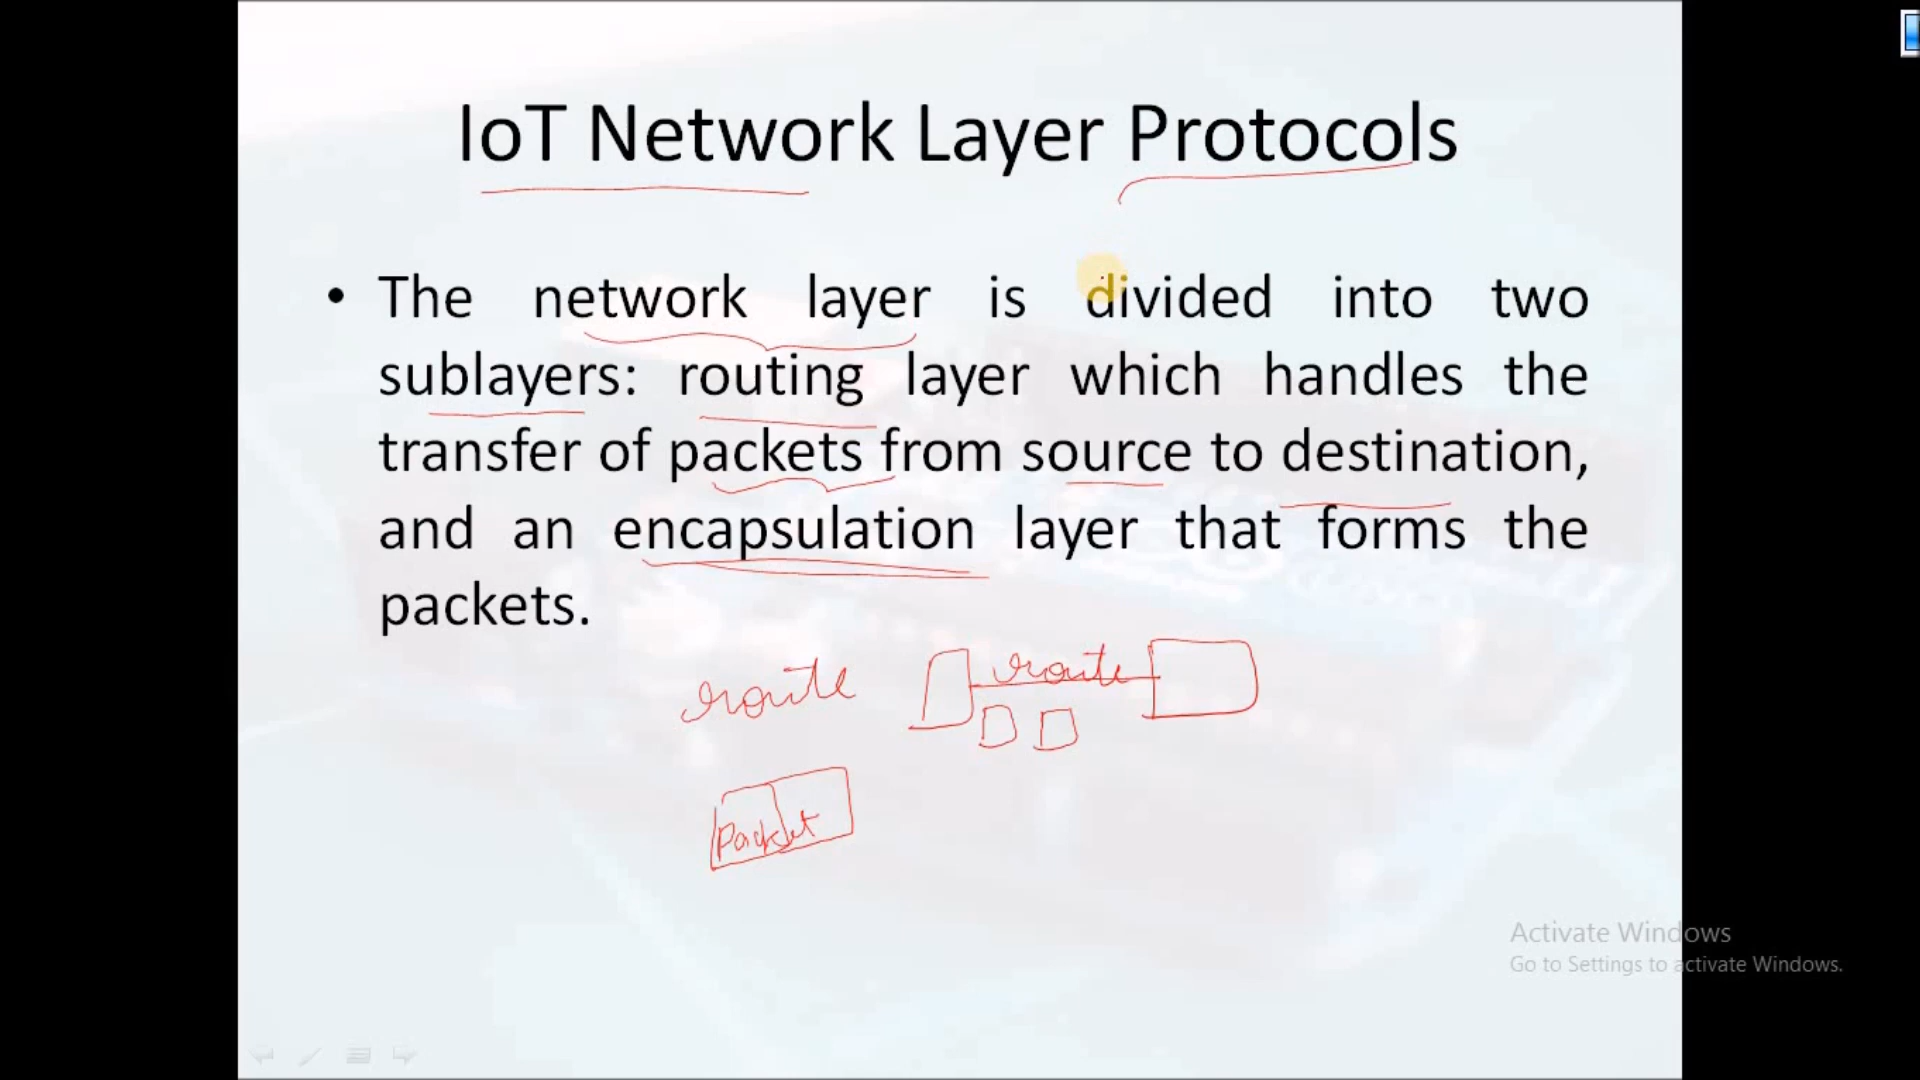 IoT Network Layer Protocols
• The network layer is divided into two
sublayers: routing layer which handles the
transfer of packets from source to destination,
and an encapsulation layer that forms the
packets.
route route
Packet
Activate Windows
Go to Settings to activate Windows.